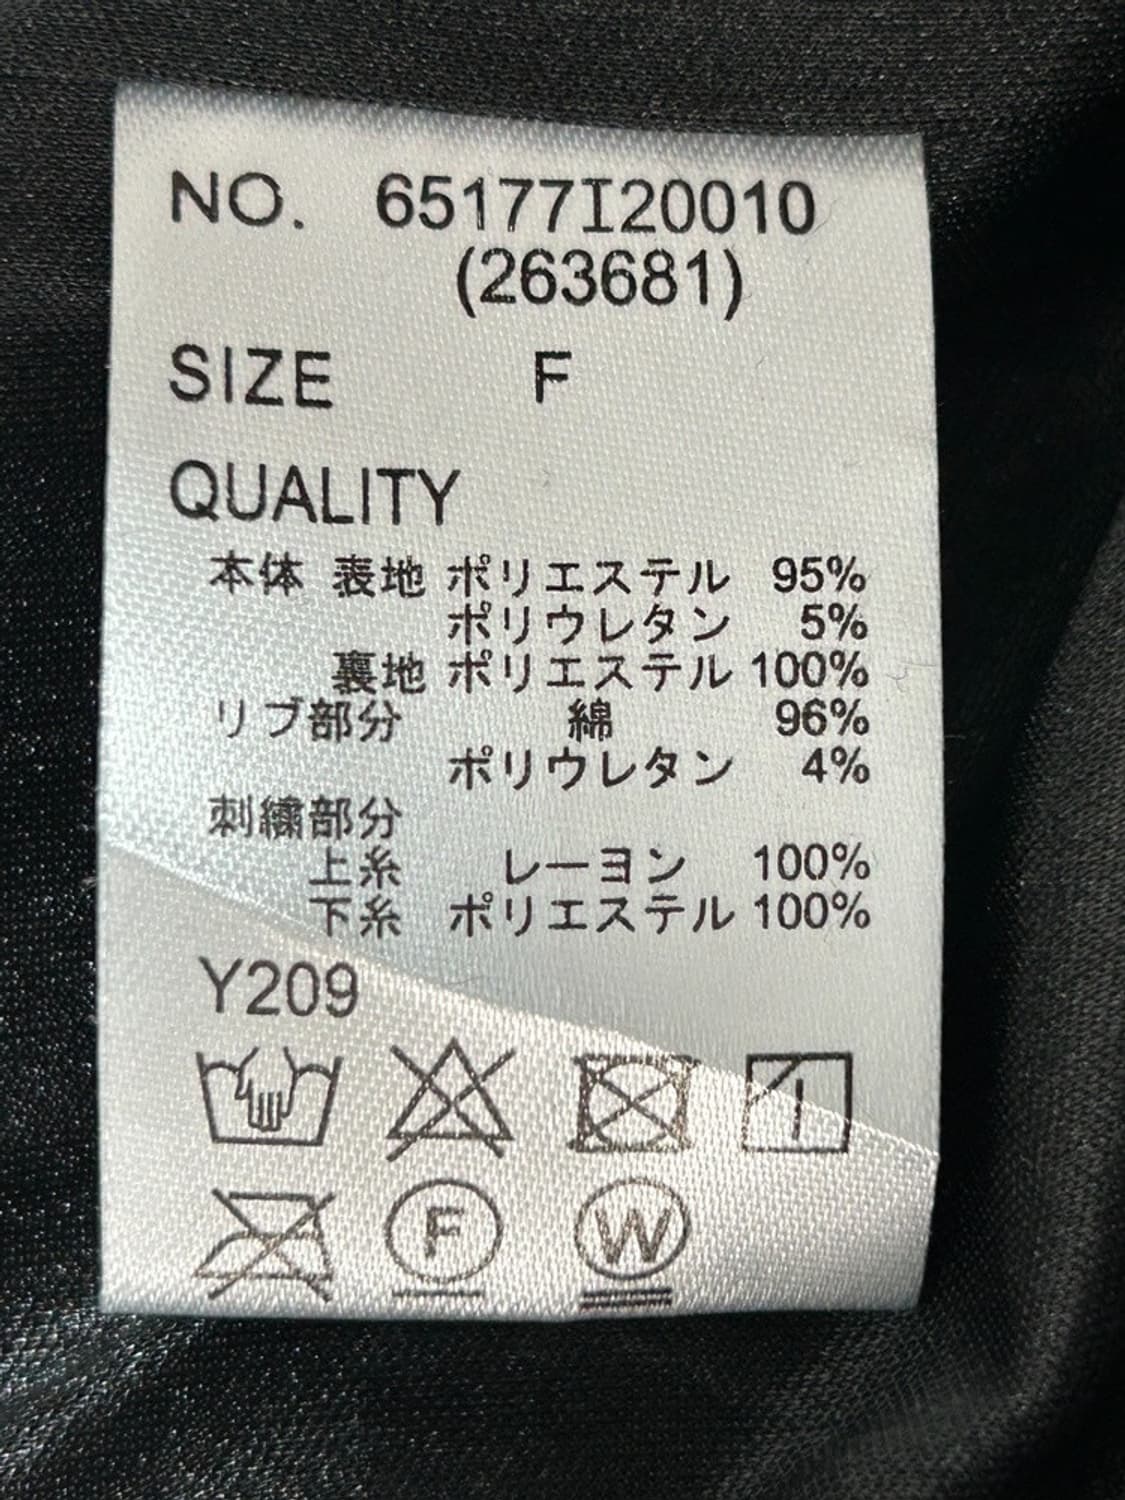 NO. 65177I20010
(263681)
SIZE F
QUALITY
本体 表地 ポリエステル 95%
ポリウレタン 5%
裏地 ポリエステル 100%
リブ部分 綿 96%
ポリウレタン 4%
刺繍部分
上糸 レーヨン 100%
下糸 ポリエステル 100%
Y209
F W